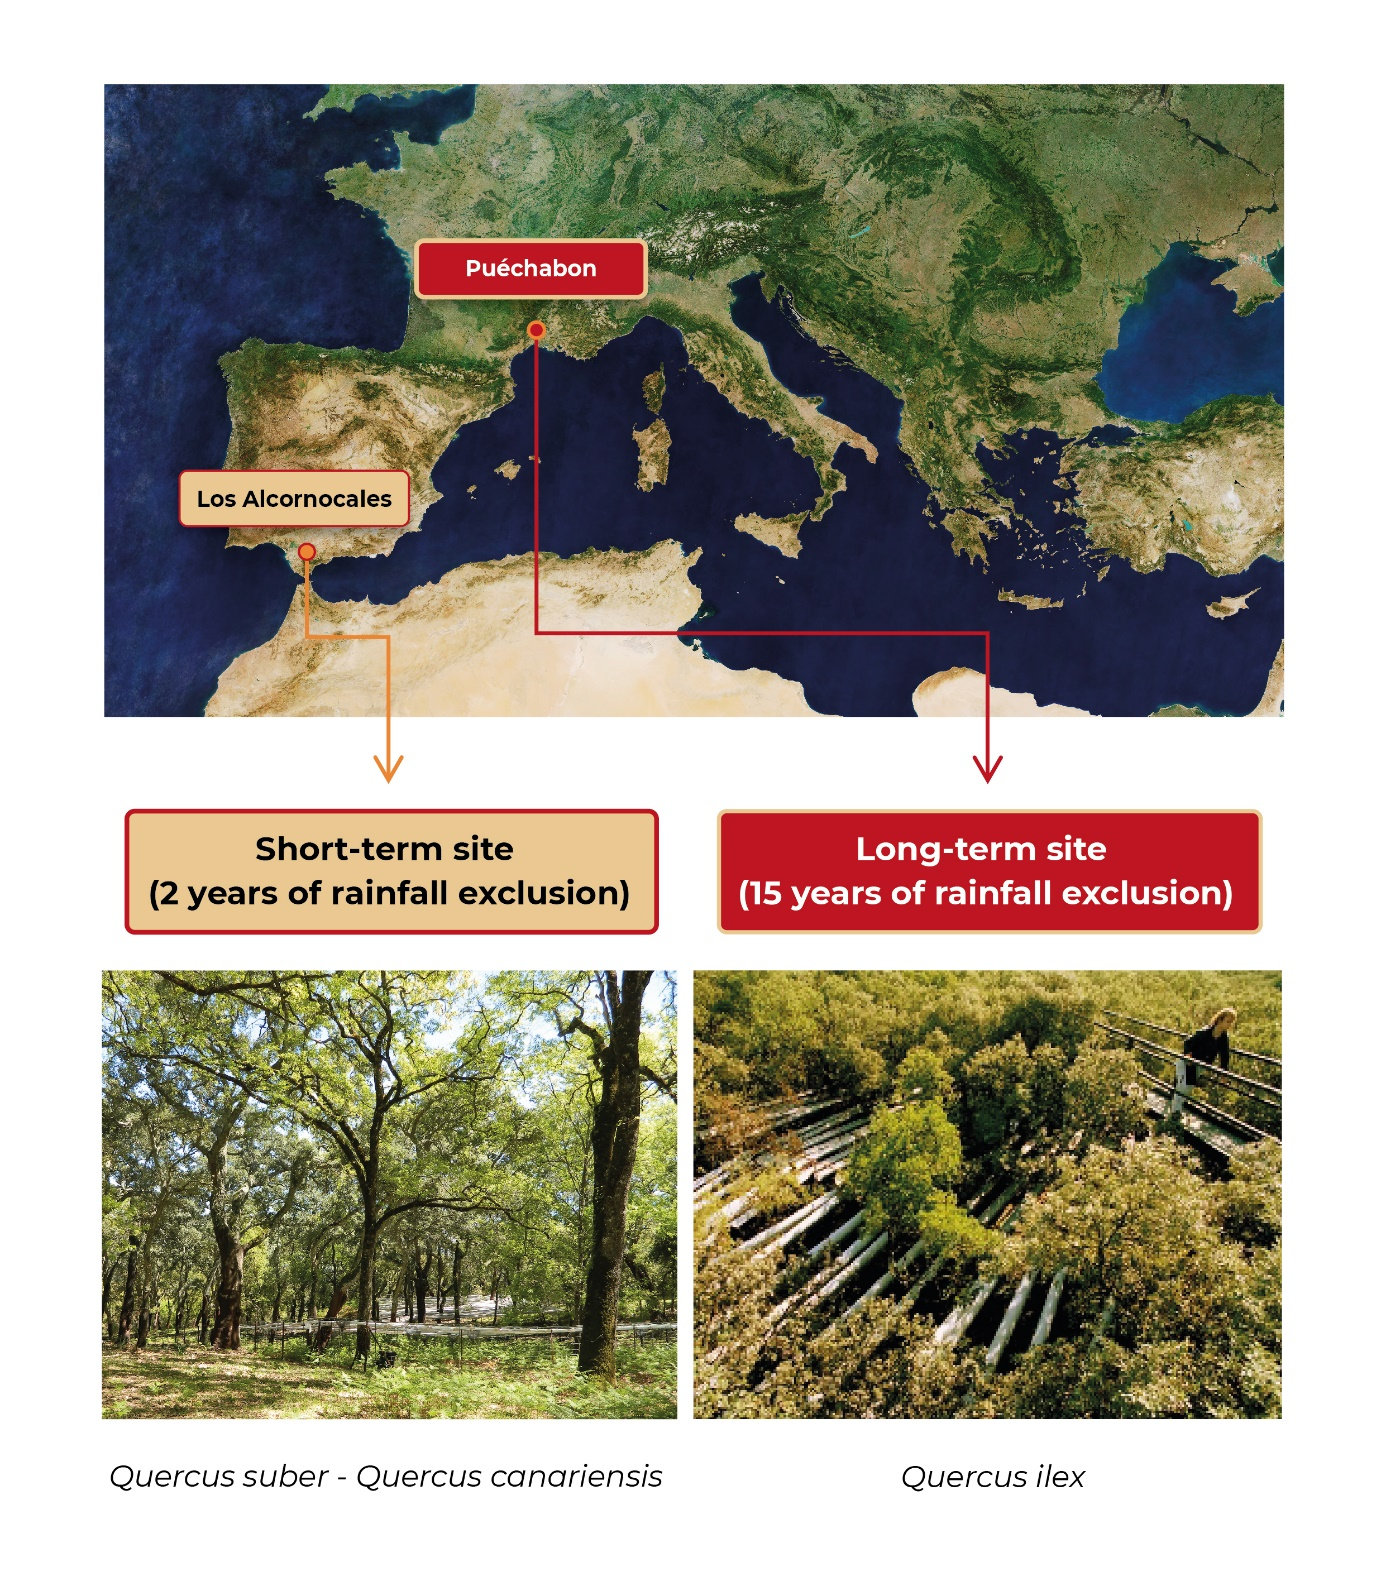 Puéchabon
Los Alcornocales
Short-term site
(2 years of rainfall exclusion)
Long-term site
(15 years of rainfall exclusion)
Quercus suber - Quercus canariensis
Quercus ilex